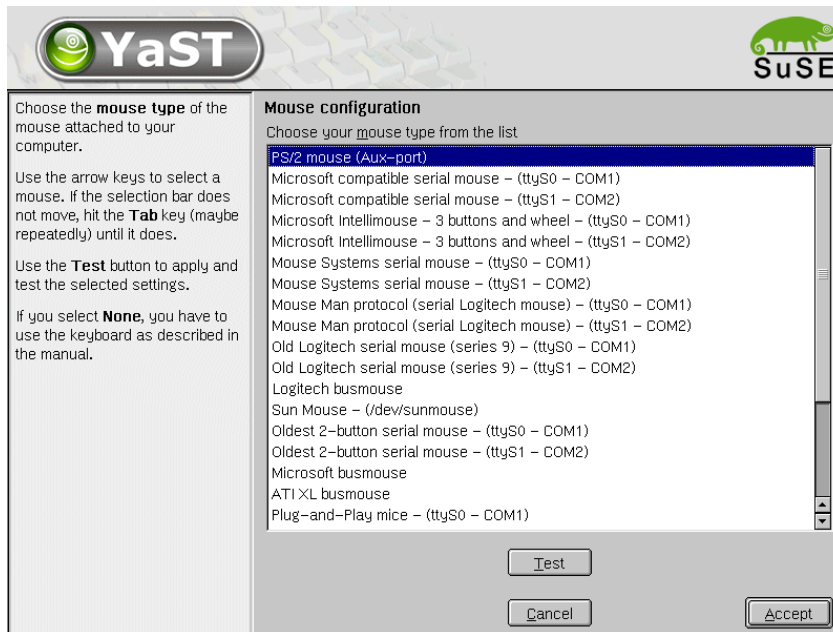 YaST
SuSE
Choose the mouse type of the
mouse attached to your
computer.
Use the arrow keys to select a
mouse. If the selection bar does
not move, hit the Tab key (maybe
repeatedly) until it does.
Use the Test button to apply and
test the selected settings.
If you select None, you have to
use the keyboard as described in
the manual.
Mouse configuration
Choose your mouse type from the list
PS/2 mouse (Aux-port)
Microsoft compatible serial mouse - (ttyS0 - COM1)
Microsoft compatible serial mouse - (ttyS1 - COM2)
Microsoft Intellimouse - 3 buttons and wheel - (ttyS0 - COM1)
Microsoft Intellimouse - 3 buttons and wheel - (ttyS1 - COM2)
Mouse Systems serial mouse - (ttyS0 - COM1)
Mouse Systems serial mouse - (ttyS1 - COM2)
Mouse Man protocol (serial Logitech mouse) - (ttyS0 - COM1)
Mouse Man protocol (serial Logitech mouse) - (ttyS1 - COM2)
Old Logitech serial mouse (series 9) - (ttyS0 - COM1)
Old Logitech serial mouse (series 9) - (ttyS1 - COM2)
Logitech busmouse
Sun Mouse - (/dev/sunmouse)
Oldest 2-button serial mouse - (ttyS0 - COM1)
Oldest 2-button serial mouse - (ttyS1 - COM2)
Microsoft busmouse
ATI XL busmouse
Plug-and-Play mice - (ttyS0 - COM1)
Test
Cancel
Accept